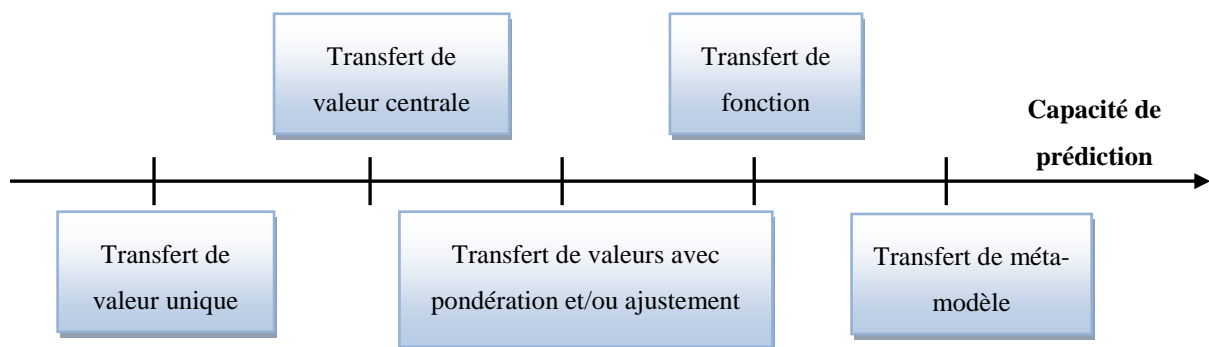 Transfert de
valeur centrale
Transfert de
fonction
Capacité de
prédiction
Transfert de
valeur unique
Transfert de valeurs avec
pondération et/ou ajustement
Transfert de méta-
modèle